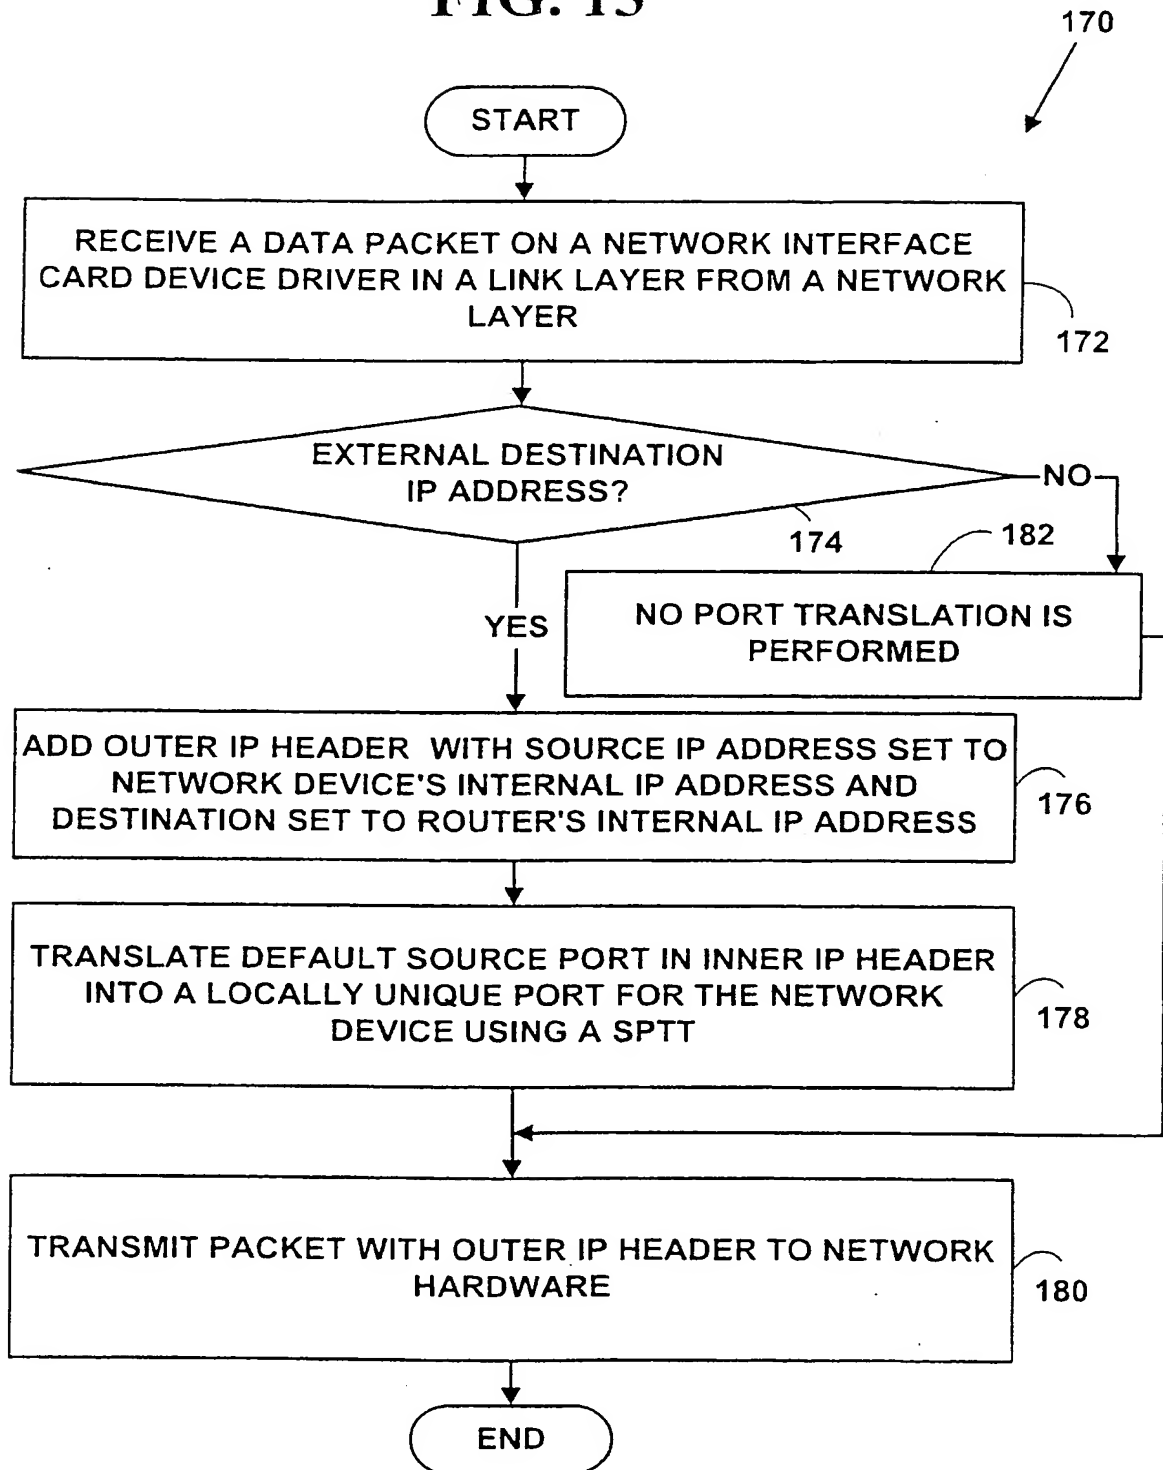 FIG. 13
170
START
RECEIVE A DATA PACKET ON A NETWORK INTERFACE
CARD DEVICE DRIVER IN A LINK LAYER FROM A NETWORK
LAYER
172
EXTERNAL DESTINATION
IP ADDRESS?
NO
174
182
YES
NO PORT TRANSLATION IS
PERFORMED
ADD OUTER IP HEADER WITH SOURCE IP ADDRESS SET TO
NETWORK DEVICE'S INTERNAL IP ADDRESS AND
DESTINATION SET TO ROUTER'S INTERNAL IP ADDRESS
176
TRANSLATE DEFAULT SOURCE PORT IN INNER IP HEADER
INTO A LOCALLY UNIQUE PORT FOR THE NETWORK
DEVICE USING A SPTT
178
TRANSMIT PACKET WITH OUTER IP HEADER TO NETWORK
HARDWARE
180
END